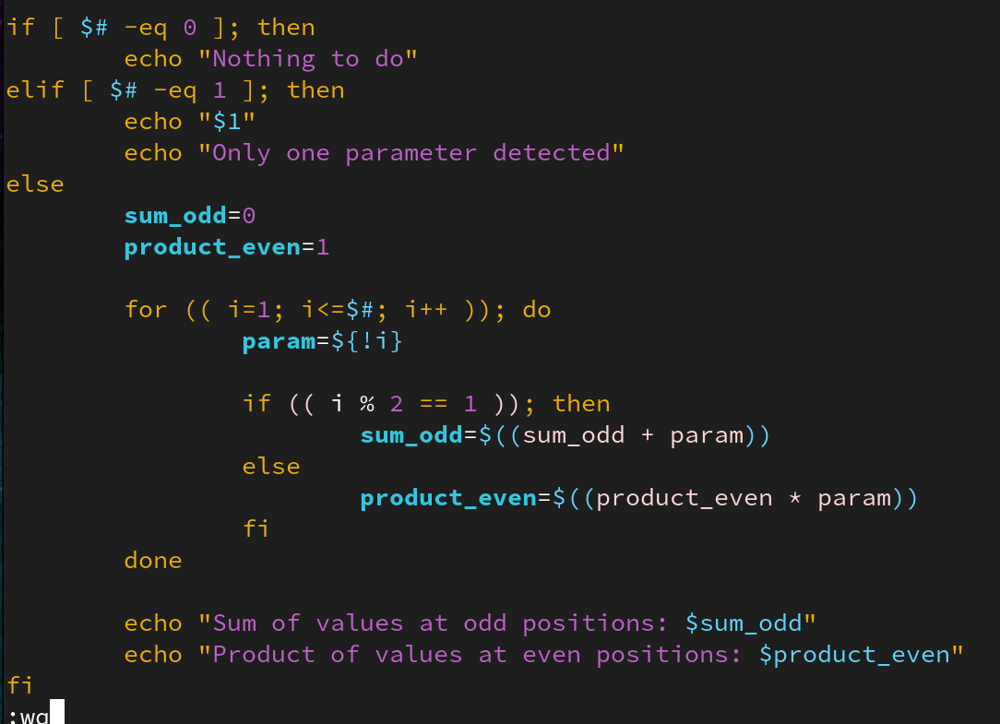 if [ $# -eq 0 ]; then
        echo "Nothing to do"
elif [ $# -eq 1 ]; then
        echo "$1"
        echo "Only one parameter detected"
else
        sum_odd=0
        product_even=1

        for (( i=1; i<=$#; i++ )); do
                param=${!i}

                if (( i % 2 == 1 )); then
                        sum_odd=$((sum_odd + param))
                else
                        product_even=$((product_even * param))
                fi
        done

        echo "Sum of values at odd positions: $sum_odd"
        echo "Product of values at even positions: $product_even"
fi
:wq